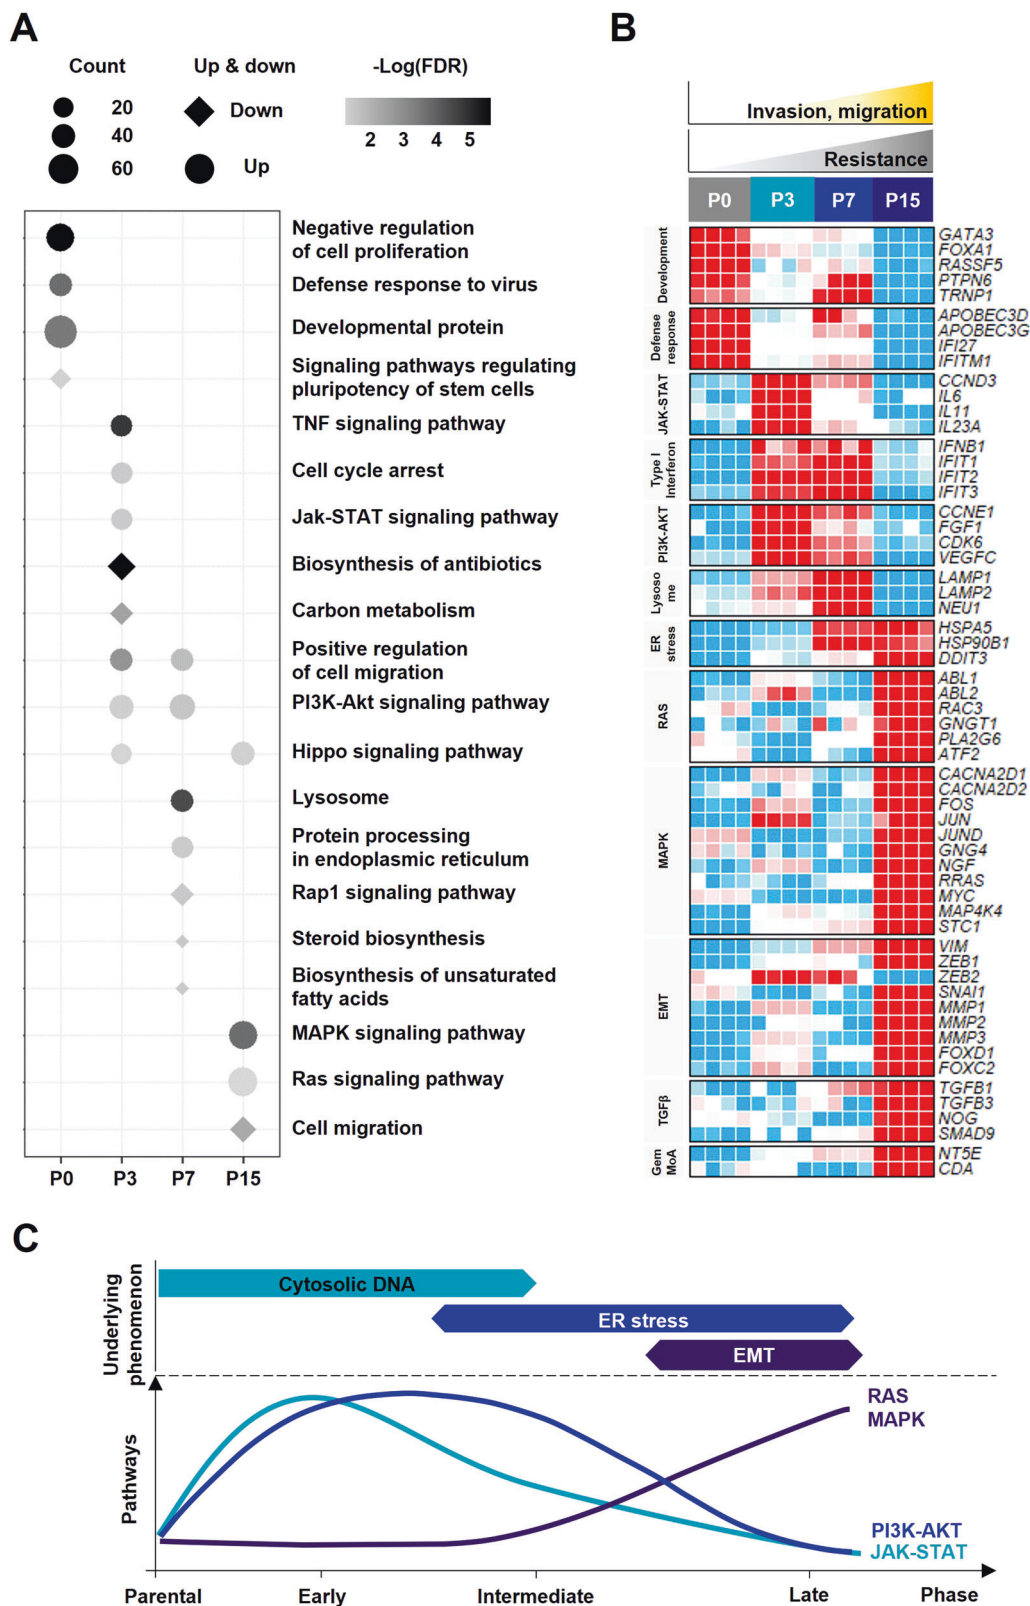 A
Count
Up & down
-Log(FDR)
20
40
60
Down
Up
2 3 4 5
Negative regulation
of cell proliferation
Defense response to virus
Developmental protein
Signaling pathways regulating
pluripotency of stem cells
TNF signaling pathway
Cell cycle arrest
Jak-STAT signaling pathway
Biosynthesis of antibiotics
Carbon metabolism
Positive regulation
of cell migration
PI3K-Akt signaling pathway
Hippo signaling pathway
Lysosome
Protein processing
in endoplasmic reticulum
Rap1 signaling pathway
Steroid biosynthesis
Biosynthesis of unsaturated
fatty acids
MAPK signaling pathway
Ras signaling pathway
Cell migration
P0 P3 P7 P15
B
Invasion, migration
Resistance
P0 P3 P7 P15
Development
GATA3
FOXA1
RASSF5
PTPN6
TRNP1
Defense
response
APOBEC3D
APOBEC3G
IFI27
IFITM1
JAK-STAT
CCND3
IL6
IL11
IL23A
Type I
Interferon
IFNB1
IFIT1
IFIT2
IFIT3
PI3K-AKT
CCNE1
FGF1
CDK6
VEGFC
Lysoso
me
LAMP1
LAMP2
NEU1
ER
stress
HSPA5
HSP90B1
DDIT3
RAS
ABL1
ABL2
RAC3
GNGT1
PLA2G6
ATF2
MAPK
CACNA2D1
CACNA2D2
FOS
JUN
JUND
GNG4
NGF
RRAS
MYC
MAP4K4
STC1
EMT
VIM
ZEB1
ZEB2
SNAI1
MMP1
MMP2
MMP3
FOXD1
FOXC2
TGFβ
TGFB1
TGFB3
NOG
SMAD9
Gem
MoA
NT5E
CDA
C
Underlying
phenomenon
Cytosolic DNA
ER stress
EMT
Pathways
RAS
MAPK
PI3K-AKT
JAK-STAT
Parental Early Intermediate Late Phase